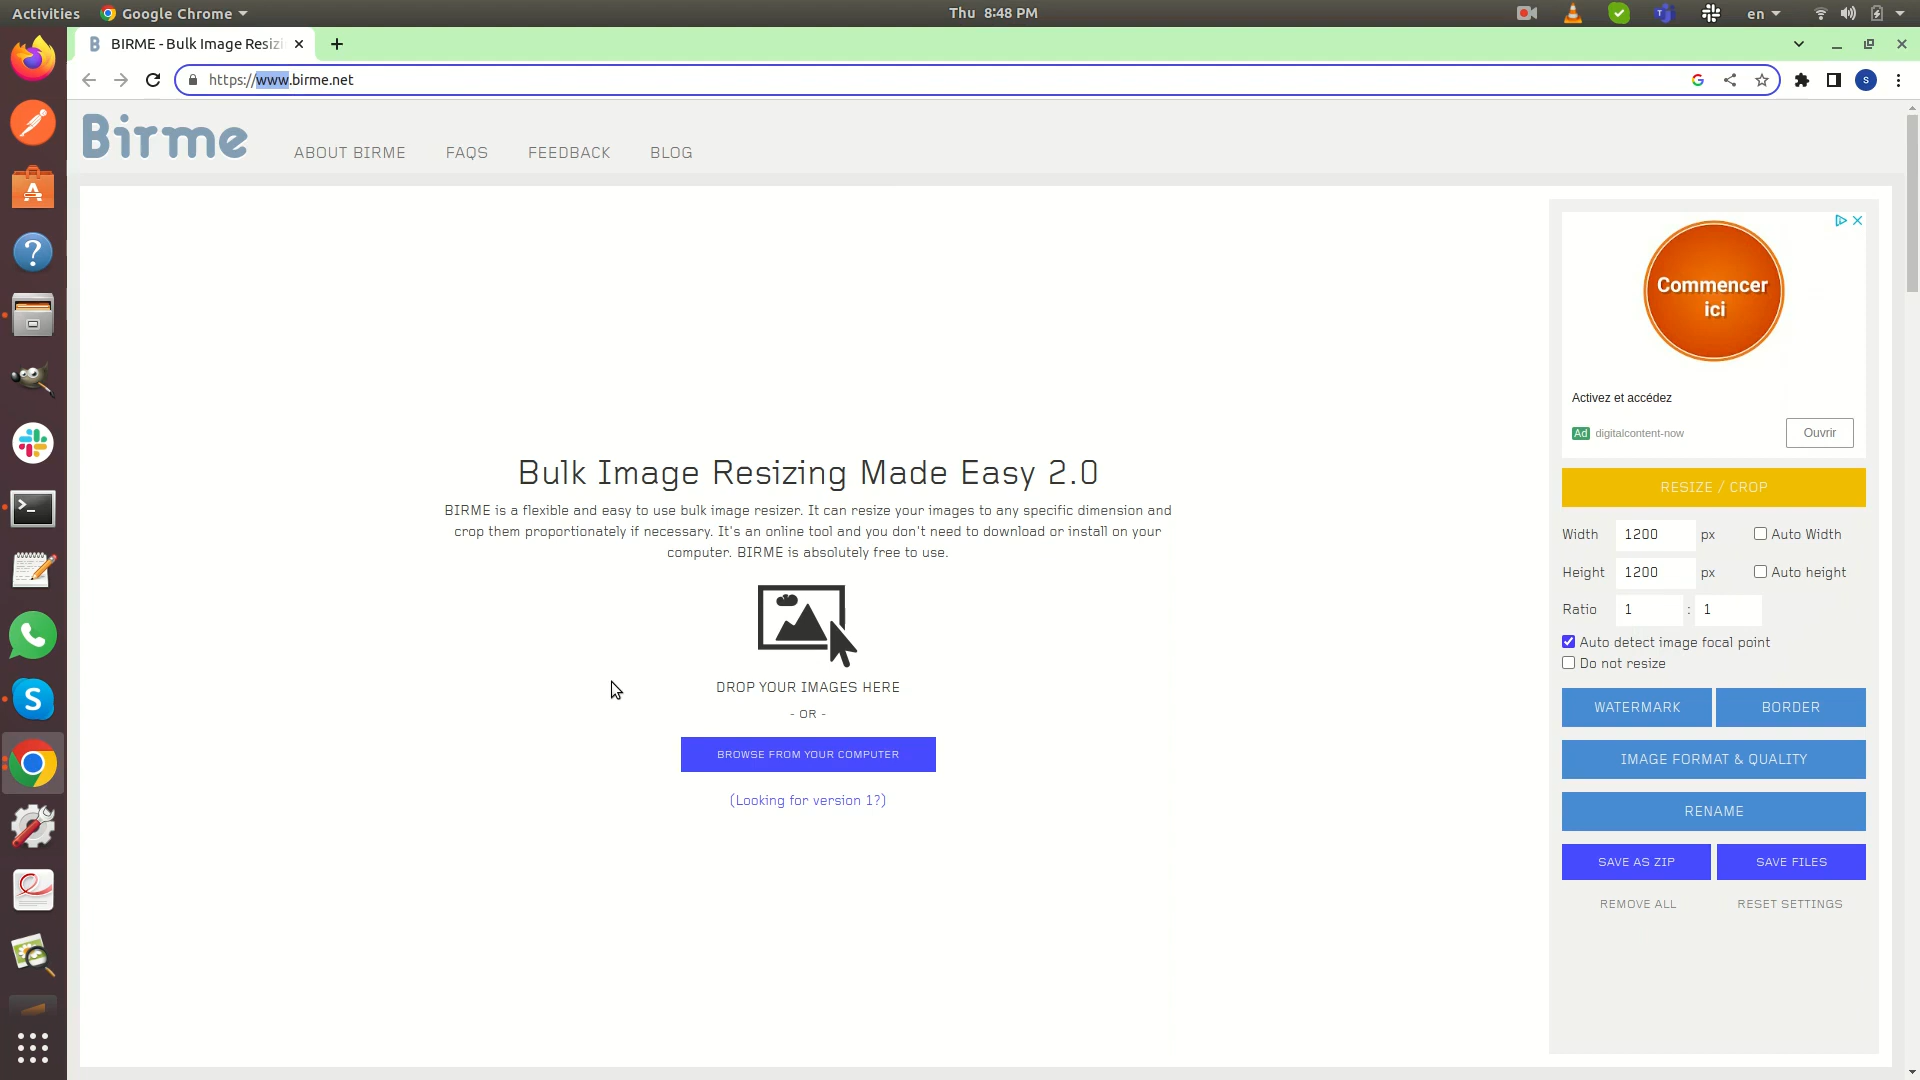 Activities Google Chrome Thu 8:48 PM en
BIRME - Bulk Image Resizi
https://www.birme.net S
Birme ABOUT BIRME FAQS FEEDBACK BLOG
Bulk Image Resizing Made Easy 2.0
BIRME is a flexible and easy to use bulk image resizer. It can resize your images to any specific dimension and
crop them proportionately if necessary. It's an online tool and you don't need to download or install on your
computer. BIRME is absolutely free to use.
DROP YOUR IMAGES HERE
- OR -
BROWSE FROM YOUR COMPUTER
(Looking for version 1?)
Commencer
ici
Activez et accédez
Ad digitalcontent-now Ouvrir
RESIZE / CROP
Width 1200 px Auto Width
Height 1200 px Auto height
Ratio 1 : 1
Auto detect image focal point
Do not resize
WATERMARK BORDER
IMAGE FORMAT & QUALITY
RENAME
SAVE AS ZIP SAVE FILES
REMOVE ALL RESET SETTINGS